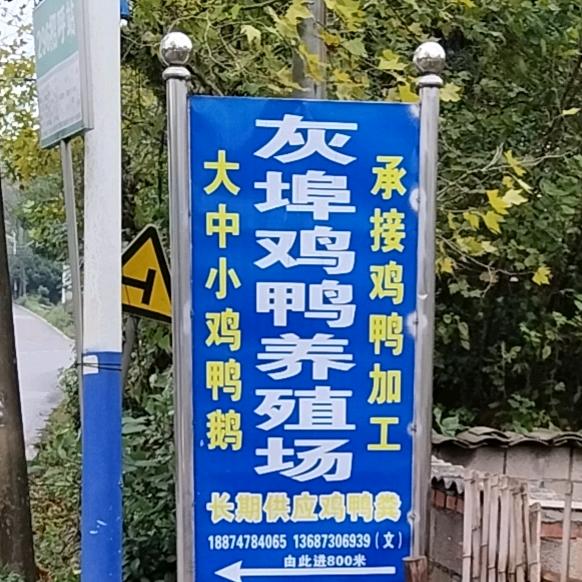 灰埠鸡鸭养殖场
大中小鸡鸭鹅
承接鸡鸭加工
长期供应鸡鸭粪
18874784065 13687306939(文)
由此进800米